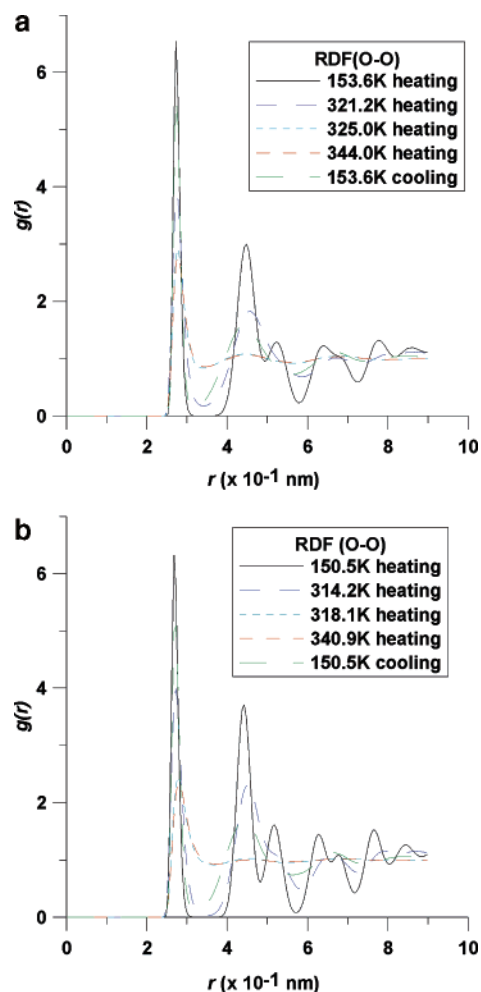 a
RDF(O-O)
153.6K heating
321.2K heating
325.0K heating
344.0K heating
153.6K cooling
6
4
2
0
g(r)
0 2 4 6 8 10
r (x 10⁻¹ nm)
b
RDF (O-O)
150.5K heating
314.2K heating
318.1K heating
340.9K heating
150.5K cooling
6
4
2
0
g(r)
0 2 4 6 8 10
r (x 10⁻¹ nm)